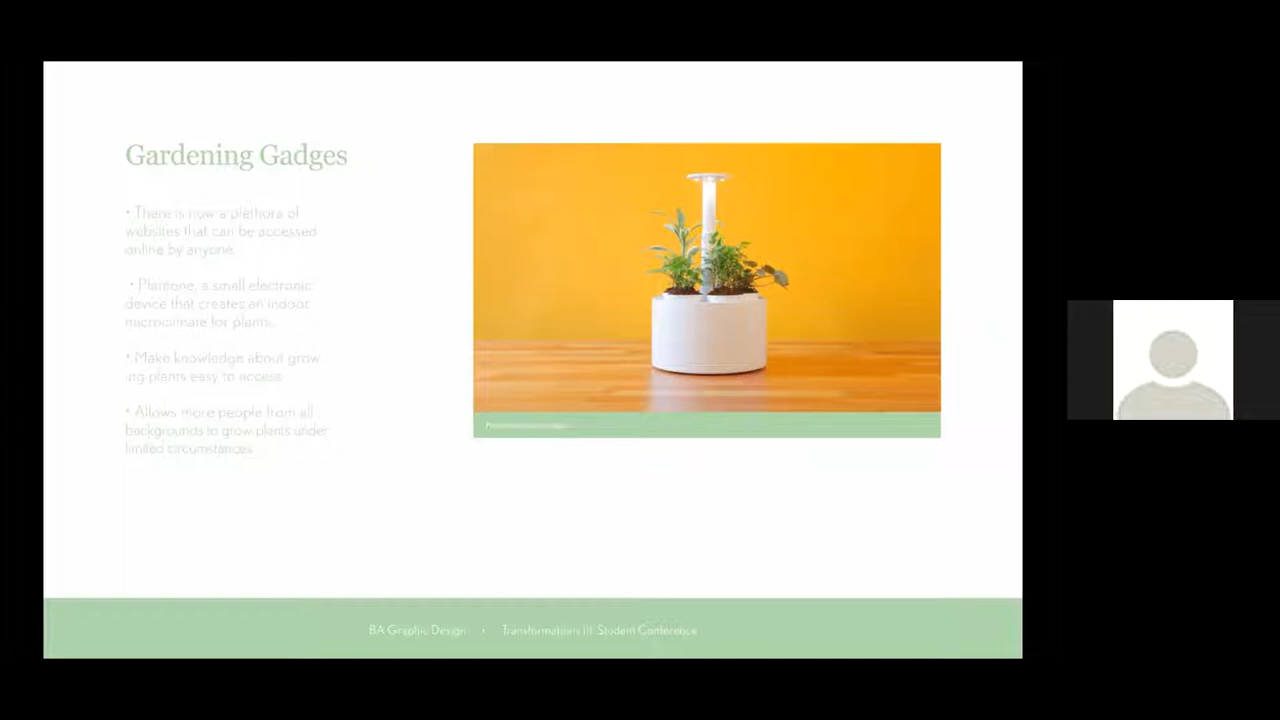 Gardening Gadges
• There is now a plethora of
websites that can be accessed
online by anyone.
• Plantone, a small electronic
device that creates an indoor
microclimate for plants.
• Make knowledge about grow
ing plants easy to access
• Allows more people from all
backgrounds to grow plants under
limited circumstances.
BA Graphic Design • Transformations III: Student Conference